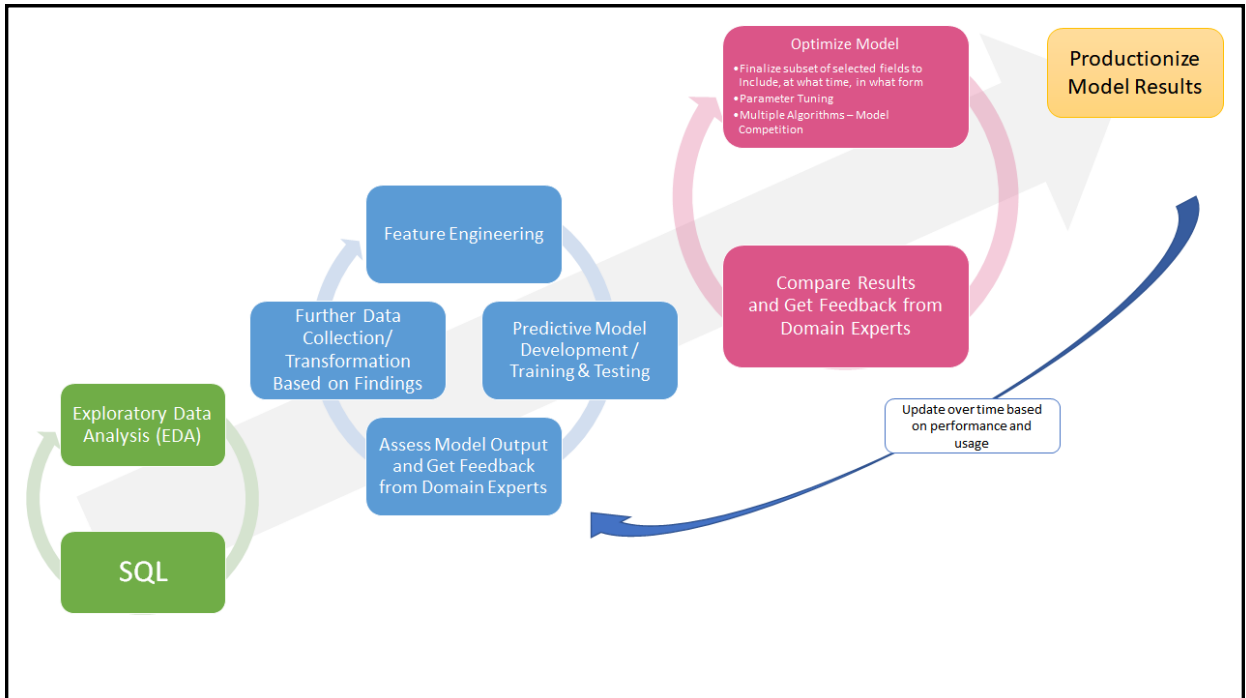 Optimize Model
•Finalize subset of selected fields to
Include, at what time, in what form
•Parameter Tuning
•Multiple Algorithms – Model
Competition
Productionize
Model Results
Feature Engineering
Compare Results
and Get Feedback from
Domain Experts
Further Data
Collection/
Transformation
Based on Findings
Predictive Model
Development /
Training & Testing
Exploratory Data
Analysis (EDA)
Assess Model Output
and Get Feedback
from Domain Experts
Update over time based
on performance and
usage
SQL